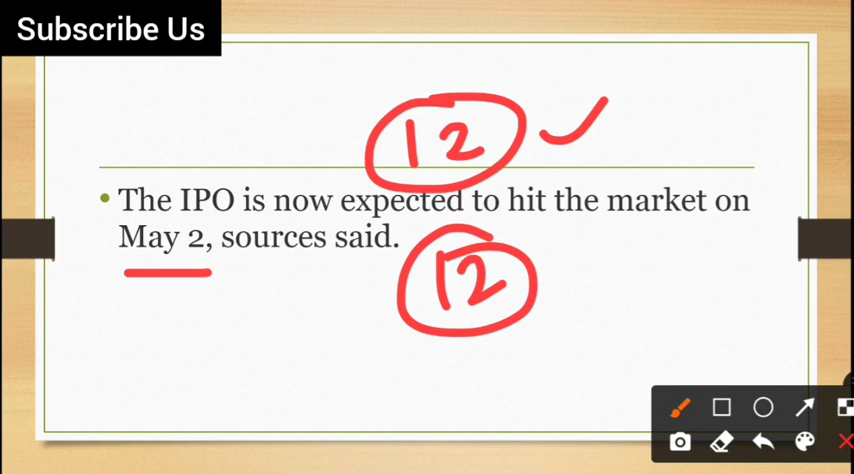 Subscribe Us
12
• The IPO is now expected to hit the market on
May 2, sources said.
12